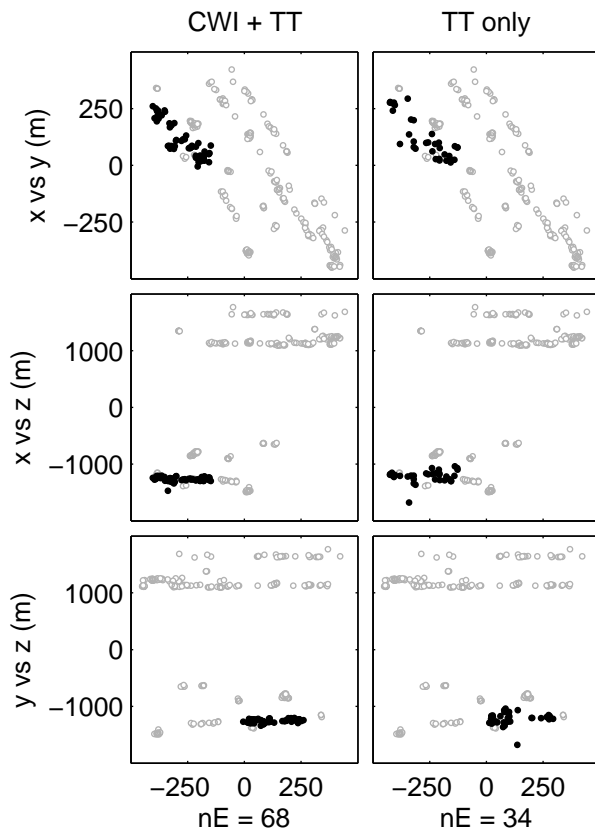 CWI + TT
TT only
x vs y (m)
250
0
−250
x vs z (m)
1000
0
−1000
y vs z (m)
1000
0
−1000
−250 0 250
−250 0 250
nE = 68
nE = 34